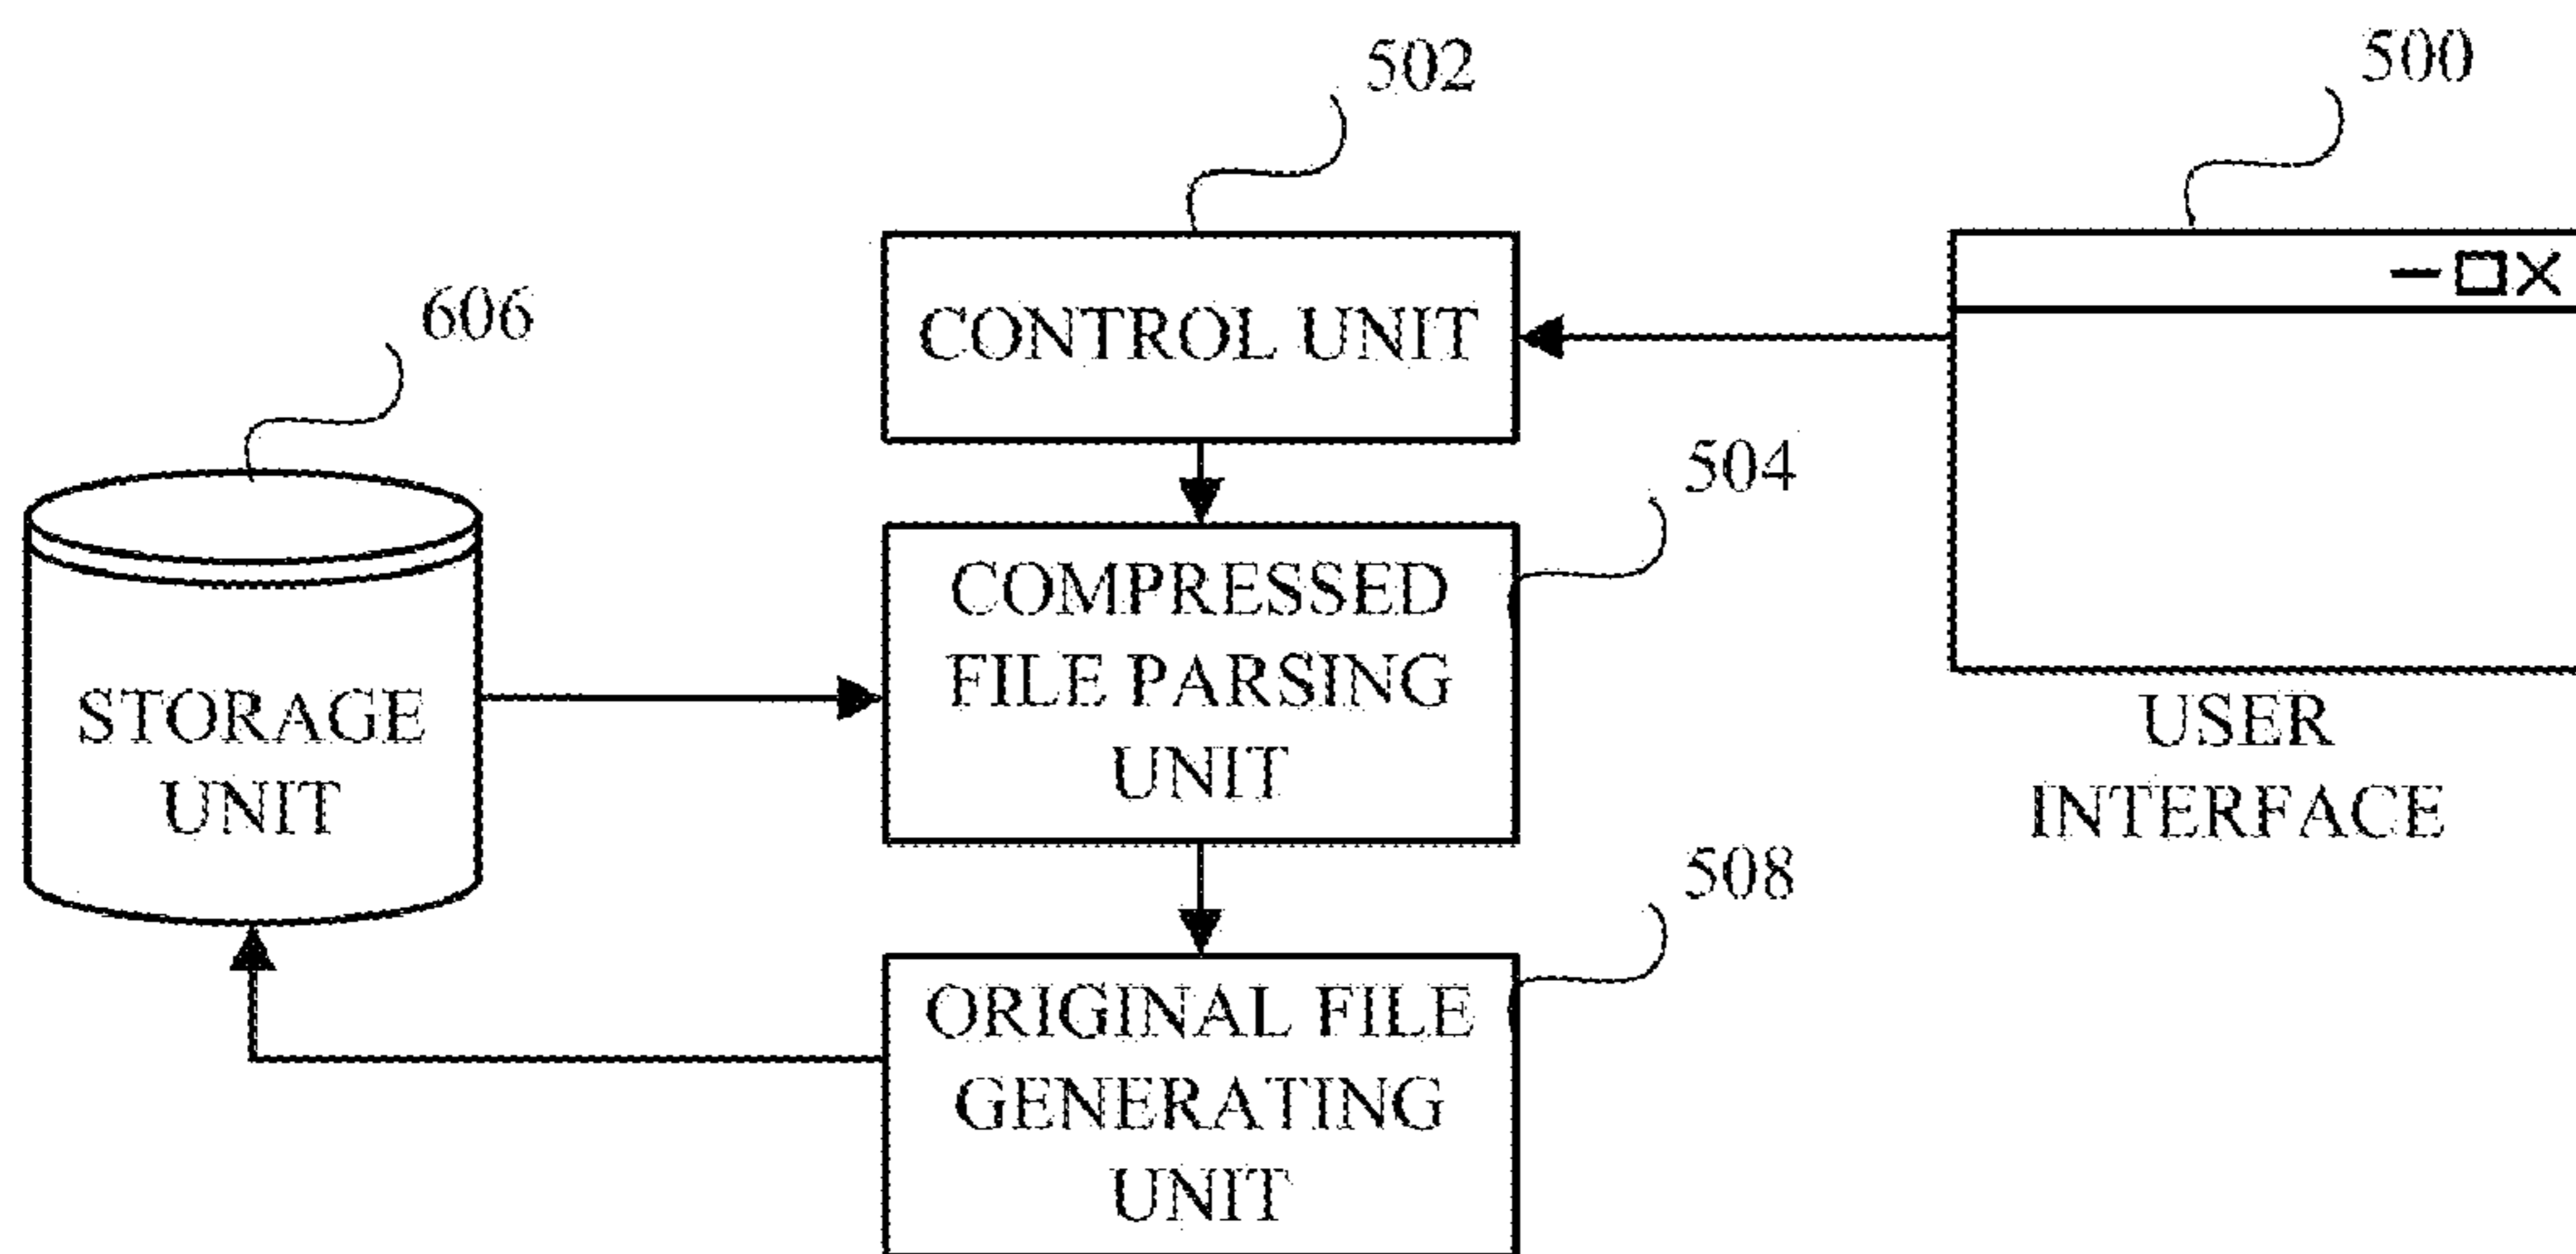 502
500
606
CONTROL UNIT
504
COMPRESSED
FILE PARSING
UNIT
STORAGE
UNIT
USER
INTERFACE
508
ORIGINAL FILE
GENERATING
UNIT